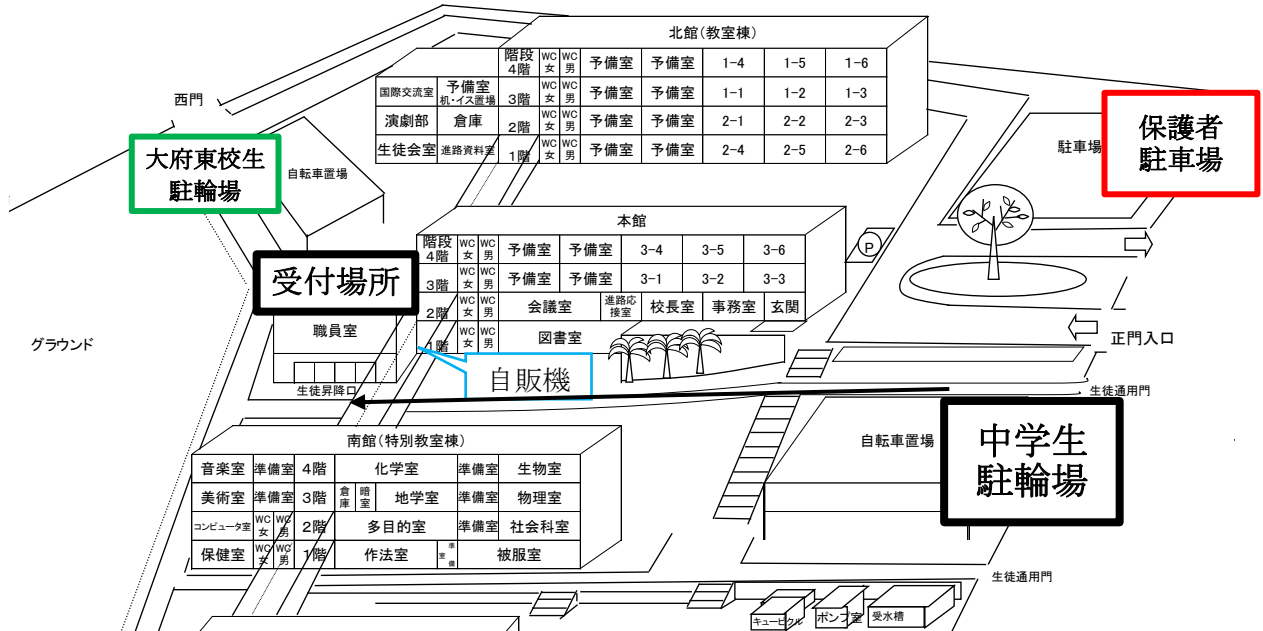 北館(教室棟)
階段 WC WC 予備室 予備室 1-4 1-5 1-6
4階 女 男
国際交流室 予備室 WC WC 予備室 予備室 1-1 1-2 1-3
机・イス置場 3階 女 男
演劇部 倉庫 2階 WC WC 予備室 予備室 2-1 2-2 2-3
女 男
生徒会室 進路資料室 1階 WC WC 予備室 予備室 2-4 2-5 2-6
女 男
西門
大府東校生
駐輪場
自転車置場
駐車場
保護者
駐車場
本館
階段 WC WC 予備室 予備室 3-4 3-5 3-6
4階 女 男
3階 WC WC 予備室 予備室 3-1 3-2 3-3
女 男
2階 WC WC 会議室 進路応 校長室 事務室 玄関
女 男 接室
1階 WC WC 図書室
女 男
P
受付場所
職員室
グラウンド
正門入口
自販機
生徒昇降口
生徒通用門
南館(特別教室棟)
音楽室 準備室 4階 化学室 準備室 生物室
美術室 準備室 3階 倉 暗 地学室 準備室 物理室
庫 室
コンピュータ室 WC WC 2階 多目的室 準備室 社会科室
女 男
保健室 WC WC 1階 作法室 準備室 被服室
女 男
自転車置場
中学生
駐輪場
生徒通用門
キュービクル ポンプ室 受水槽